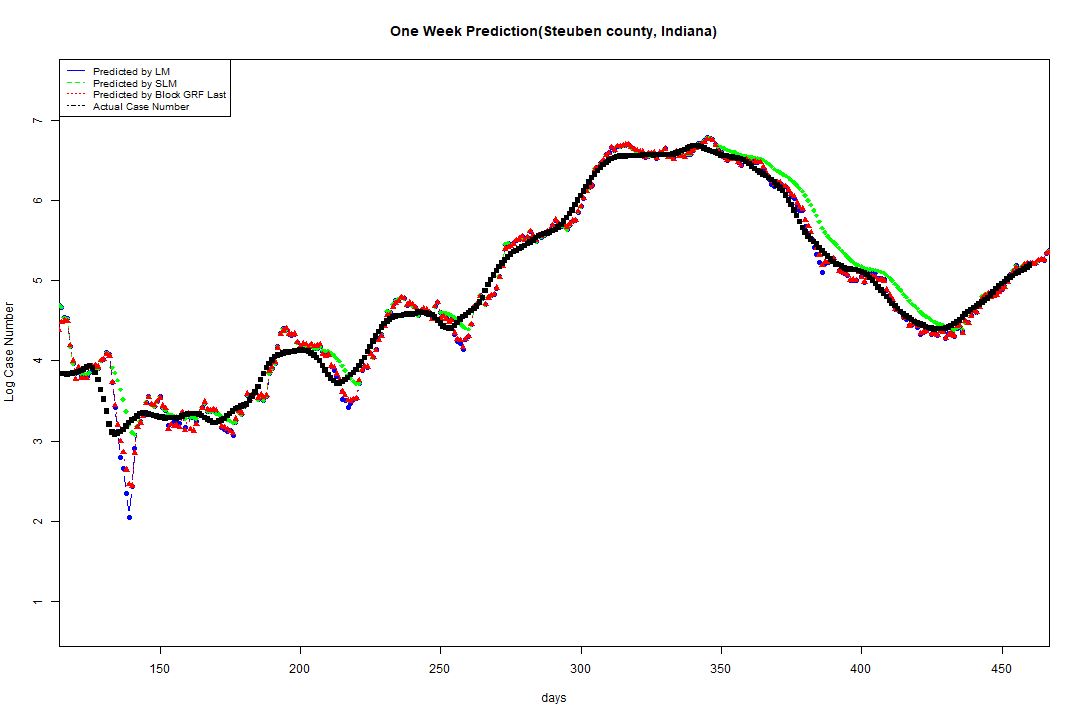 One Week Prediction(Steuben county, Indiana)
Predicted by LM
Predicted by SLM
Predicted by Block GRF Last
Actual Case Number
7
6
5
4
3
2
1
Log Case Number
150 200 250 300 350 400 450
days